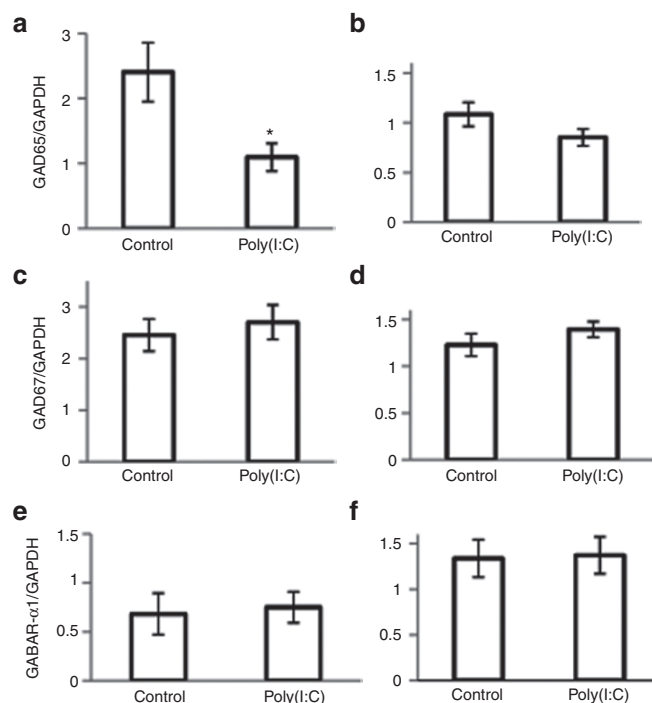 a
3
2
1
0
GAD65/GAPDH
*
Control Poly(I:C)
b
1.5
1
0.5
0
Control Poly(I:C)
c
3
2
1
0
GAD67/GAPDH
Control Poly(I:C)
d
1.5
1
0.5
0
Control Poly(I:C)
e
1.5
1
0.5
0
GABAR-α1/GAPDH
Control Poly(I:C)
f
1.5
1
0.5
0
Control Poly(I:C)